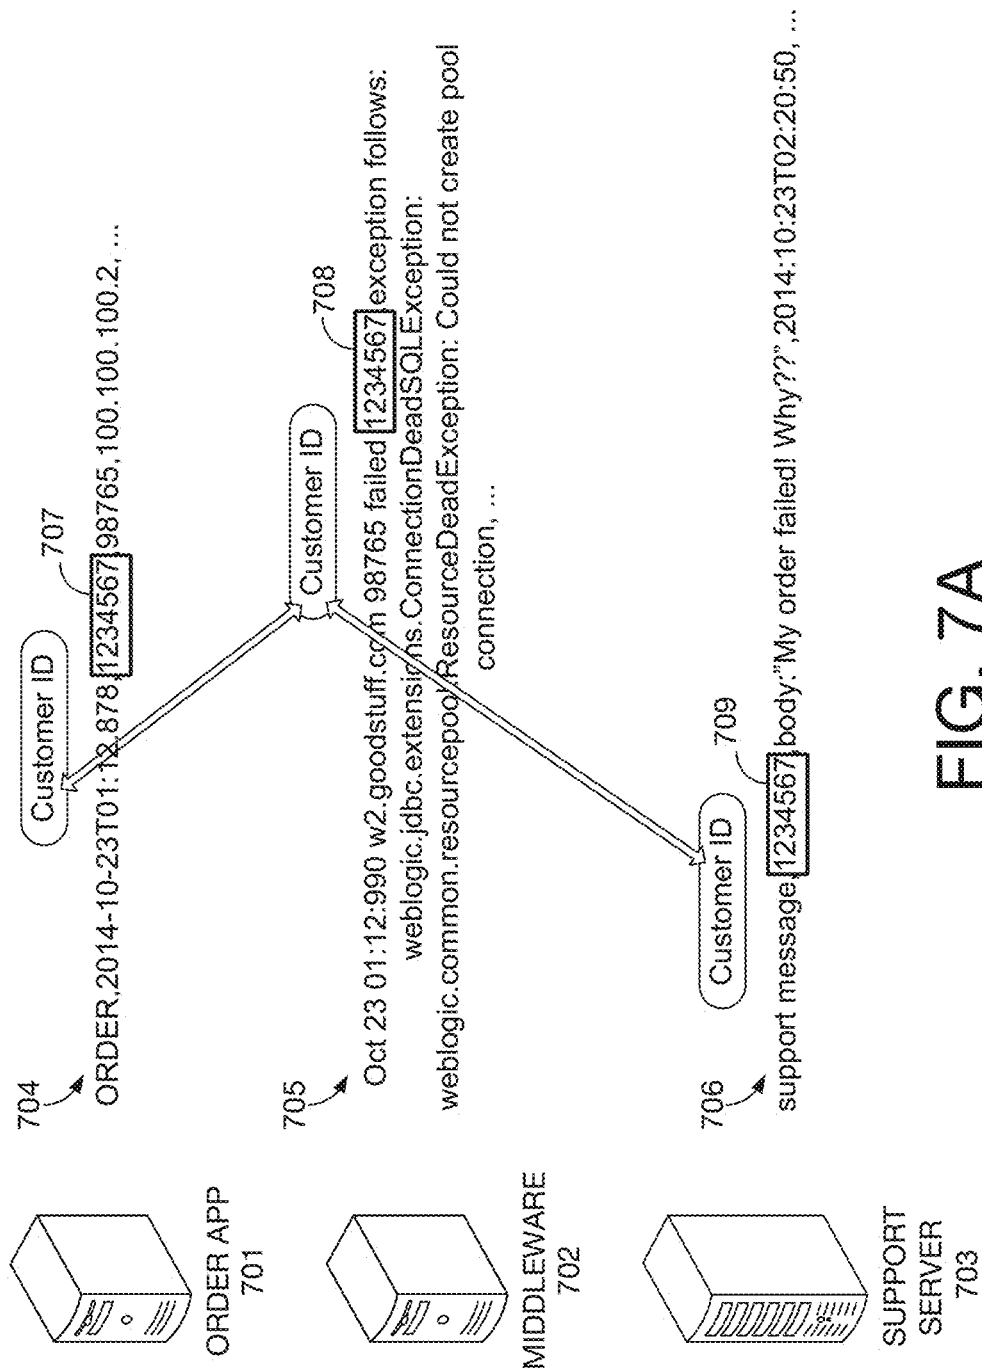 ORDER APP
701
704
Customer ID
707
ORDER,2014-10-23T01:12.878,1234567,98765,100.100.100.2, ...
MIDDLEWARE
702
705
Customer ID
708
Oct 23 01:12:990 w2.goodstuff.com 98765 failed 1234567 exception follows:
weblogic.jdbc.extensions.ConnectionDeadSQLException:
weblogic.common.resourcepool.ResourceDeadException: Could not create pool
connection, ...
SUPPORT
SERVER
703
706
Customer ID
709
support message,1234567,body:"My order failed! Why??",2014:10:23T02:20:50, ...
FIG. 7A